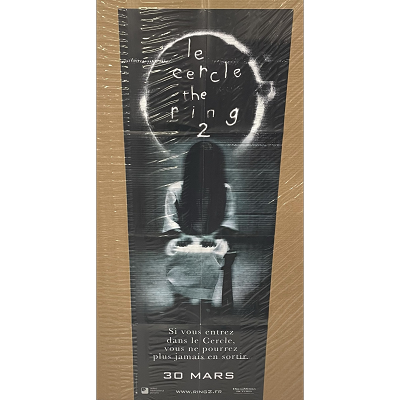 le
cercle
the
ring
2
Si vous entrez
dans le Cercle,
vous ne pourrez
plus jamais en sortir.
30 MARS
WWW.RING2.FR